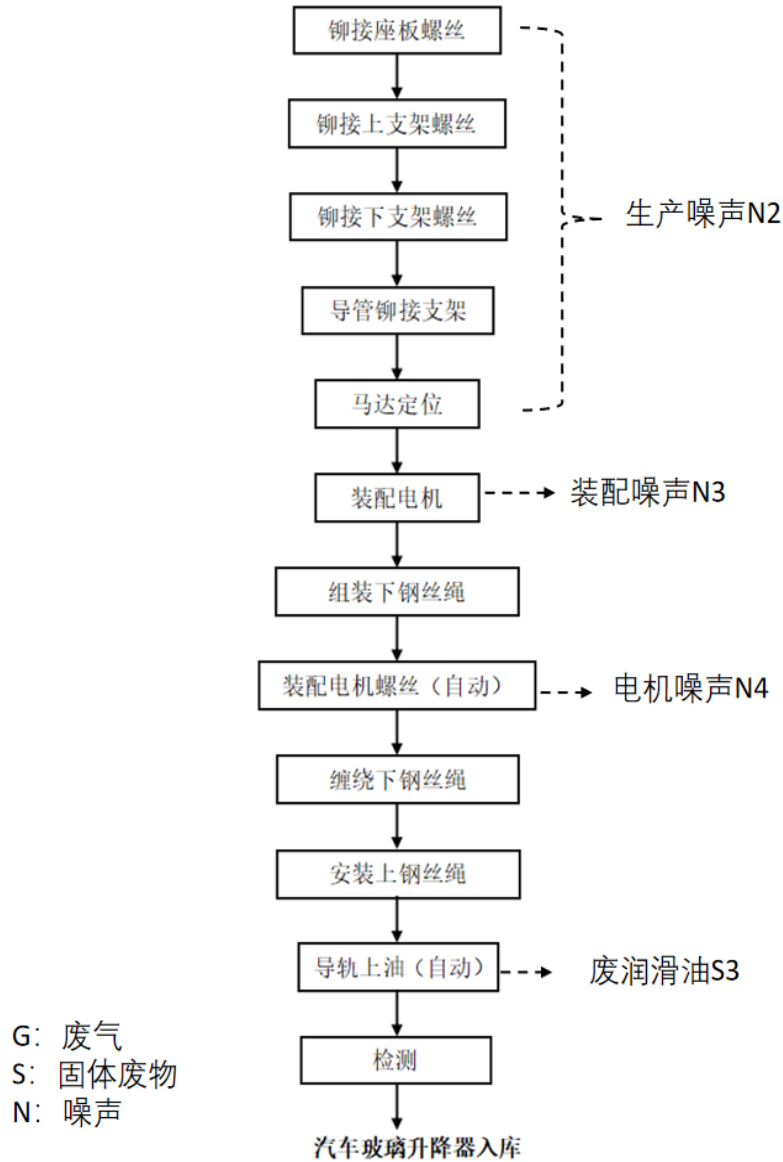 铆接座板螺丝
铆接上支架螺丝
铆接下支架螺丝
生产噪声N2
导管铆接支架
马达定位
装配电机
装配噪声N3
组装下钢丝绳
装配电机螺丝（自动）
电机噪声N4
缠绕下钢丝绳
安装上钢丝绳
导轨上油（自动）
废润滑油S3
G：废气
S：固体废物
N：噪声
检测
汽车玻璃升降器入库